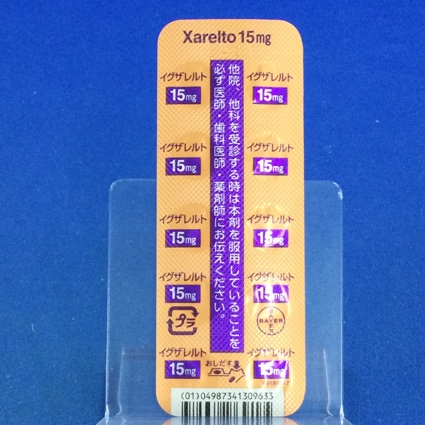 Xarelto 15mg
イグザレルト イグザレルト
15mg 15mg
イグザレルト イグザレルト
15mg 15mg
イグザレルト イグザレルト
15mg 15mg
イグザレルト イグザレルト
15mg 15mg
イグザレルト イグザレルト
15mg 15mg
他院、他科を受診する時は本剤を服用していることを
必ず医師・歯科医師・薬剤師にお伝えください。
プラ
BAYER
おしだす
(01)04987341309633